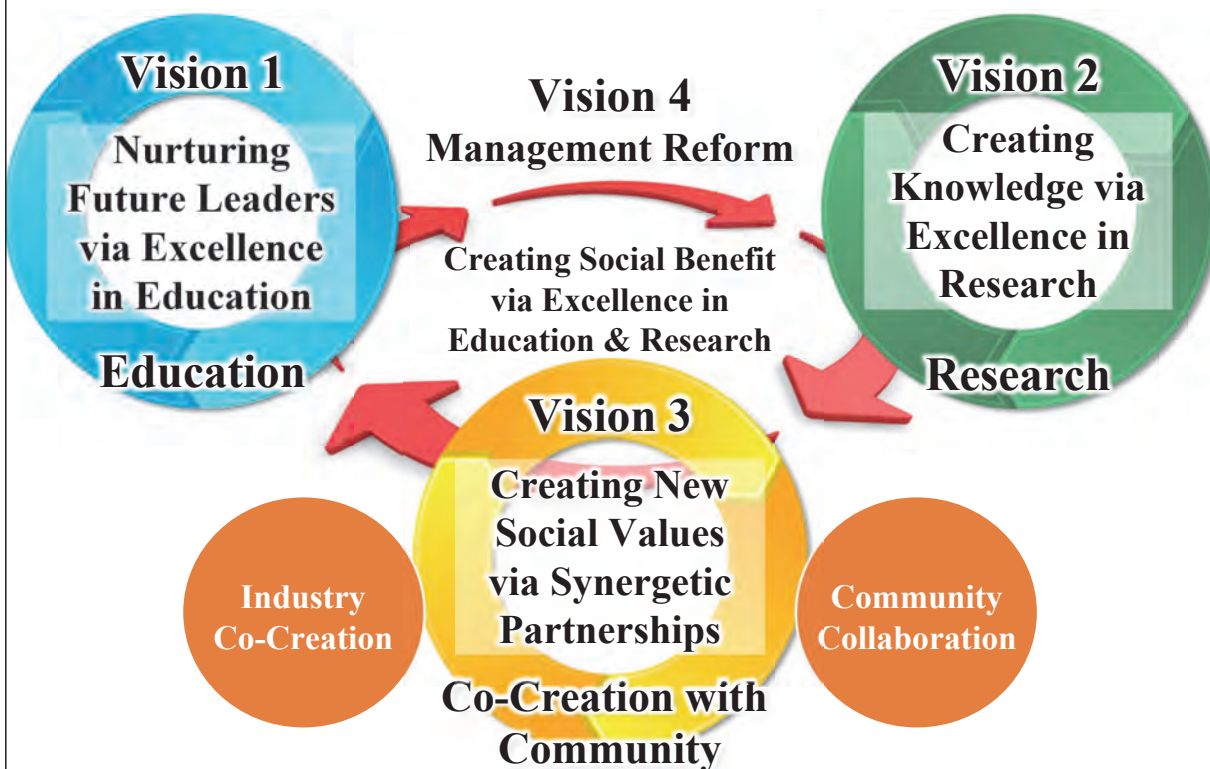 Vision 1
Nurturing
Future Leaders
via Excellence
in Education
Education
Vision 4
Management Reform
Creating Social Benefit
via Excellence in
Education & Research
Vision 2
Creating
Knowledge via
Excellence in
Research
Research
Vision 3
Creating New
Social Values
via Synergetic
Partnerships
Co-Creation with
Community
Industry
Co-Creation
Community
Collaboration